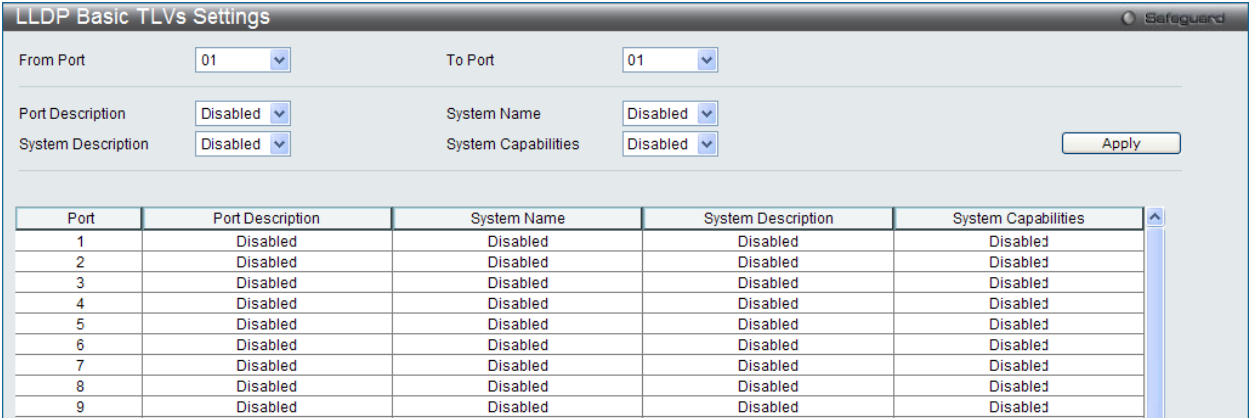 LLDP Basic TLVs Settings Safeguard
From Port 01 To Port 01
Port Description Disabled System Name Disabled
System Description Disabled System Capabilities Disabled Apply
Port Port Description System Name System Description System Capabilities
1 Disabled Disabled Disabled Disabled
2 Disabled Disabled Disabled Disabled
3 Disabled Disabled Disabled Disabled
4 Disabled Disabled Disabled Disabled
5 Disabled Disabled Disabled Disabled
6 Disabled Disabled Disabled Disabled
7 Disabled Disabled Disabled Disabled
8 Disabled Disabled Disabled Disabled
9 Disabled Disabled Disabled Disabled